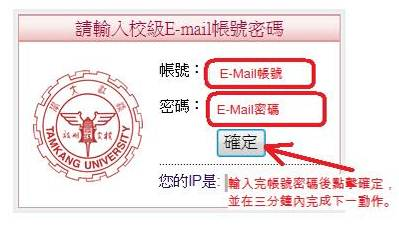 請輸入校級E-mail帳號密碼
帳號：
E-Mail帳號
密碼：
E-Mail密碼
確定
TAMKANG UNIVERSITY
您的IP是:
輸入完帳號密碼後點擊確定，
並在三分鐘內完成下一動作。